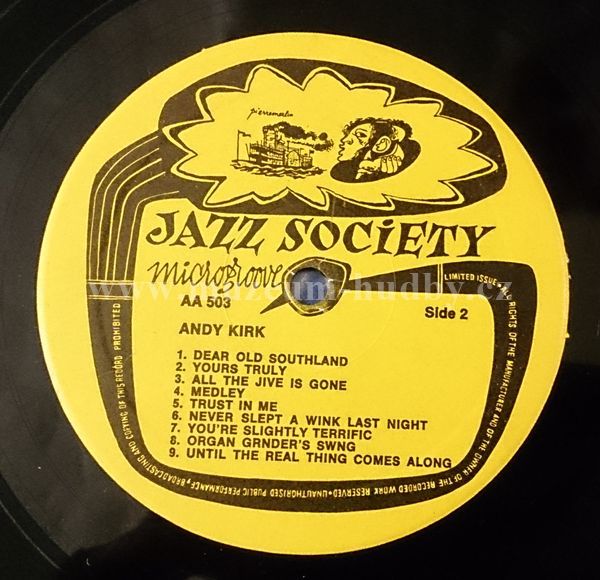 pierremerlin
JAZZ SOCiETY
microgroove
AA 503
Side 2
ANDY KIRK
1. DEAR OLD SOUTHLAND
2. YOURS TRULY
3. ALL THE JIVE IS GONE
4. MEDLEY
5. TRUST IN ME
6. NEVER SLEPT A WINK LAST NIGHT
7. YOU'RE SLIGHTLY TERRIFIC
8. ORGAN GRNDER'S SWNG
9. UNTIL THE REAL THING COMES ALONG
LIMITED ISSUE • ALL RIGHTS OF THE MANUFACTURER AND OF THE OWNER OF THE RECORDED WORK RESERVED • UNAUTHORISED PUBLIC PERFORMANCE • BROADCASTING AND COPYING OF THIS RECORD PROHIBITED
www.muzeum-hudby.cz